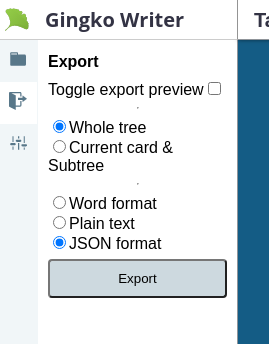 Gingko Writer
Ta
Export
Toggle export preview
Whole tree
Current card &
Subtree
Word format
Plain text
JSON format
Export